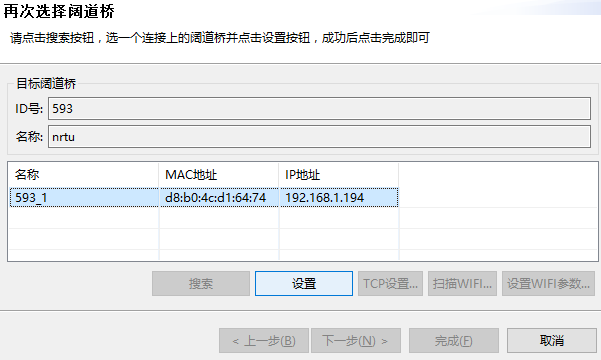 再次选择阔道桥
请点击搜索按钮，选一个连接上的阔道桥并点击设置按钮，成功后点击完成即可
目标阔道桥
ID号: 593
名称: nrtu
名称 MAC地址 IP地址
593_1 d8:b0:4c:d1:64:74 192.168.1.194
搜索 设置 TCP设置... 扫描WIFI... 设置WIFI参数...
< 上一步(B) 下一步(N) > 完成(F) 取消